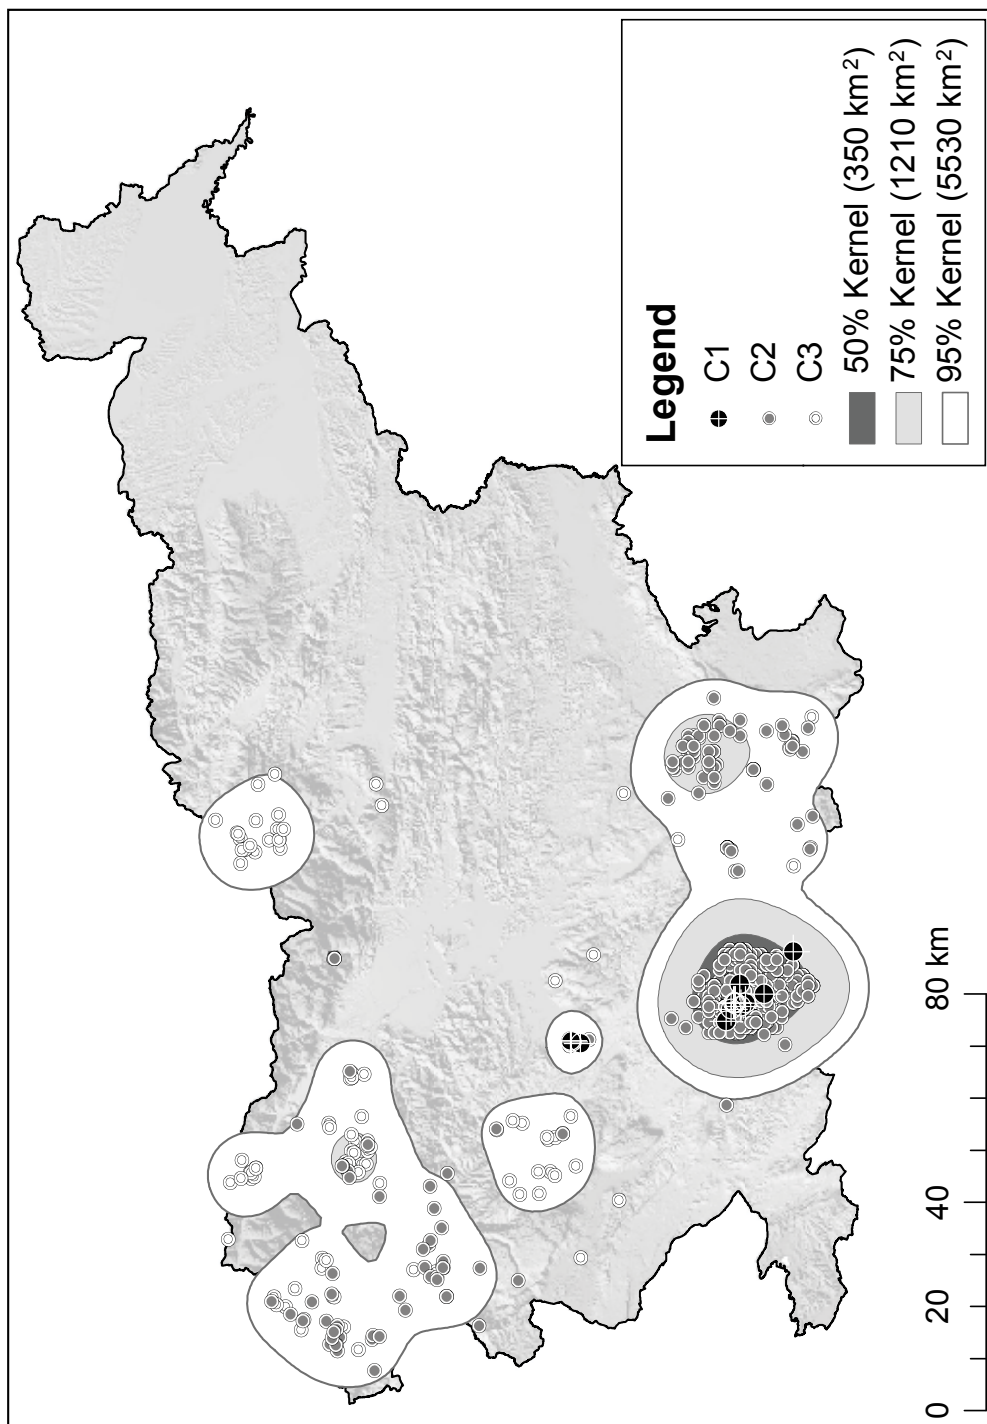 Legend
C1
C2
C3
50% Kernel (350 km²)
75% Kernel (1210 km²)
95% Kernel (5530 km²)
0 20 40 80 km